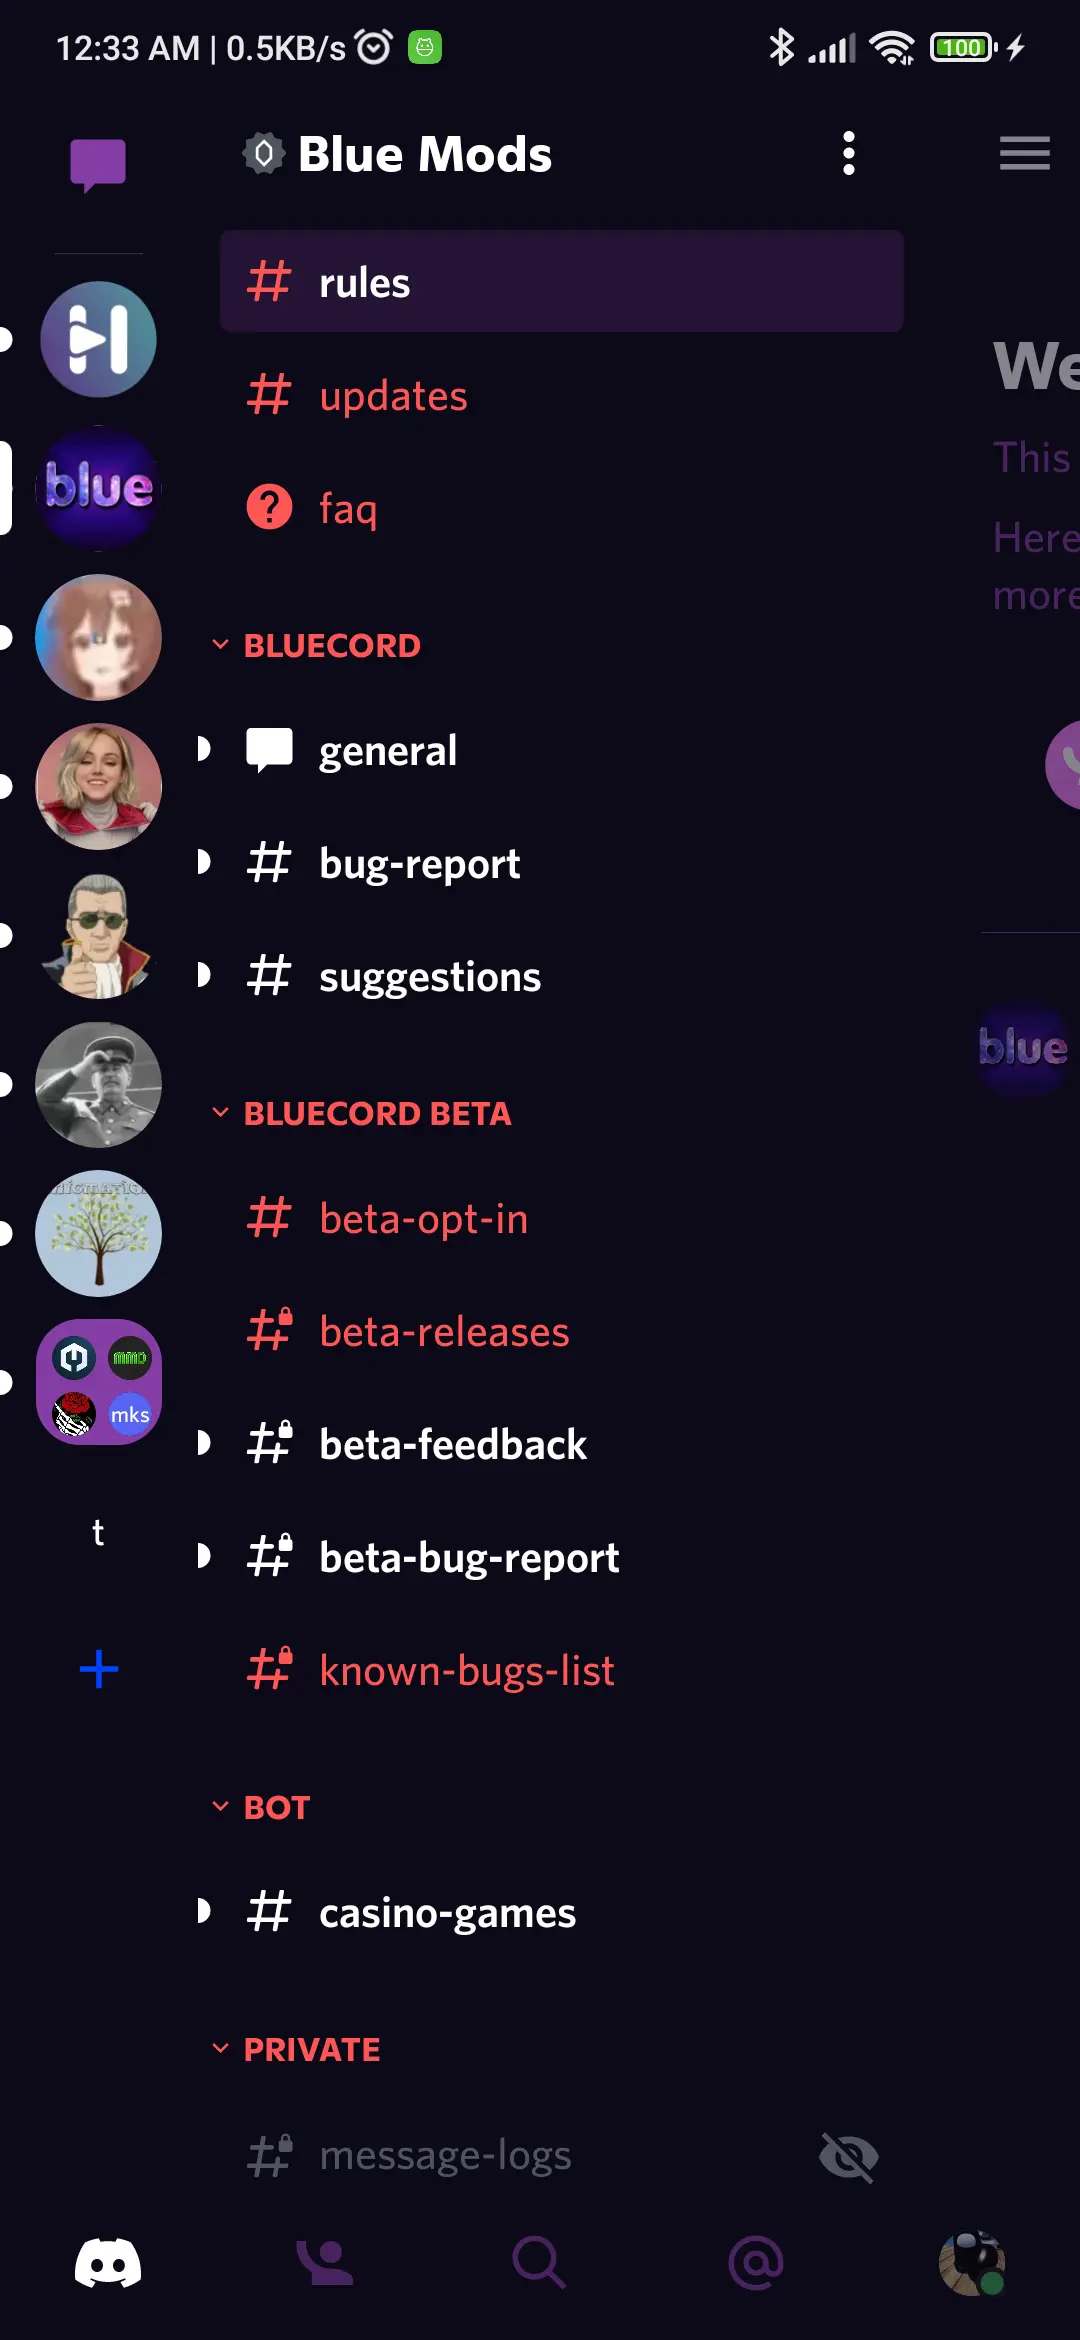 12:33 AM | 0.5KB/s
100
Blue Mods
rules
updates
faq
BLUECORD
general
bug-report
suggestions
BLUECORD BETA
beta-opt-in
beta-releases
beta-feedback
beta-bug-report
known-bugs-list
BOT
casino-games
PRIVATE
message-logs
blue
MMD
mks
t
We
This
Here
more
blue